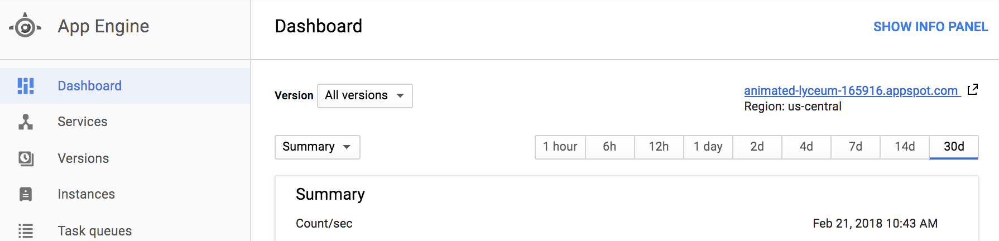 App Engine
Dashboard
SHOW INFO PANEL
Dashboard
Services
Versions
Instances
Task queues
Version All versions
animated-lyceum-165916.appspot.com
Region: us-central
Summary
1 hour 6h 12h 1 day 2d 4d 7d 14d 30d
Summary
Count/sec
Feb 21, 2018 10:43 AM